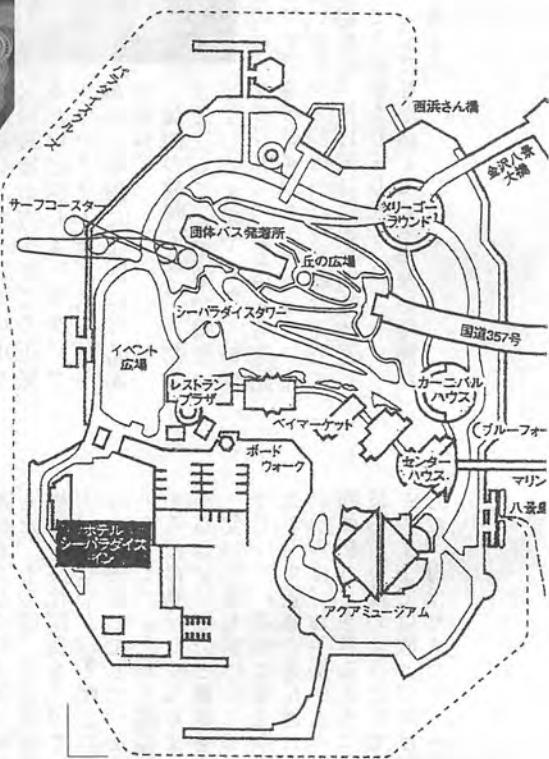 パラダイスクルーズ
西浜さん橋
金沢八景
大橋
メリーゴー
ラウンド
サーフコースター
団体バス発着所
丘の広場
シーパラダイスタワー
国道357号
イベント
広場
レストラン
プラザ
カーニバル
ハウス
ベイマーケット
ブルーフォー
ボード
ウォーク
センター
ハウス
マリン
八景島
ホテル
シーパラダイス
イン
アクアミュージアム